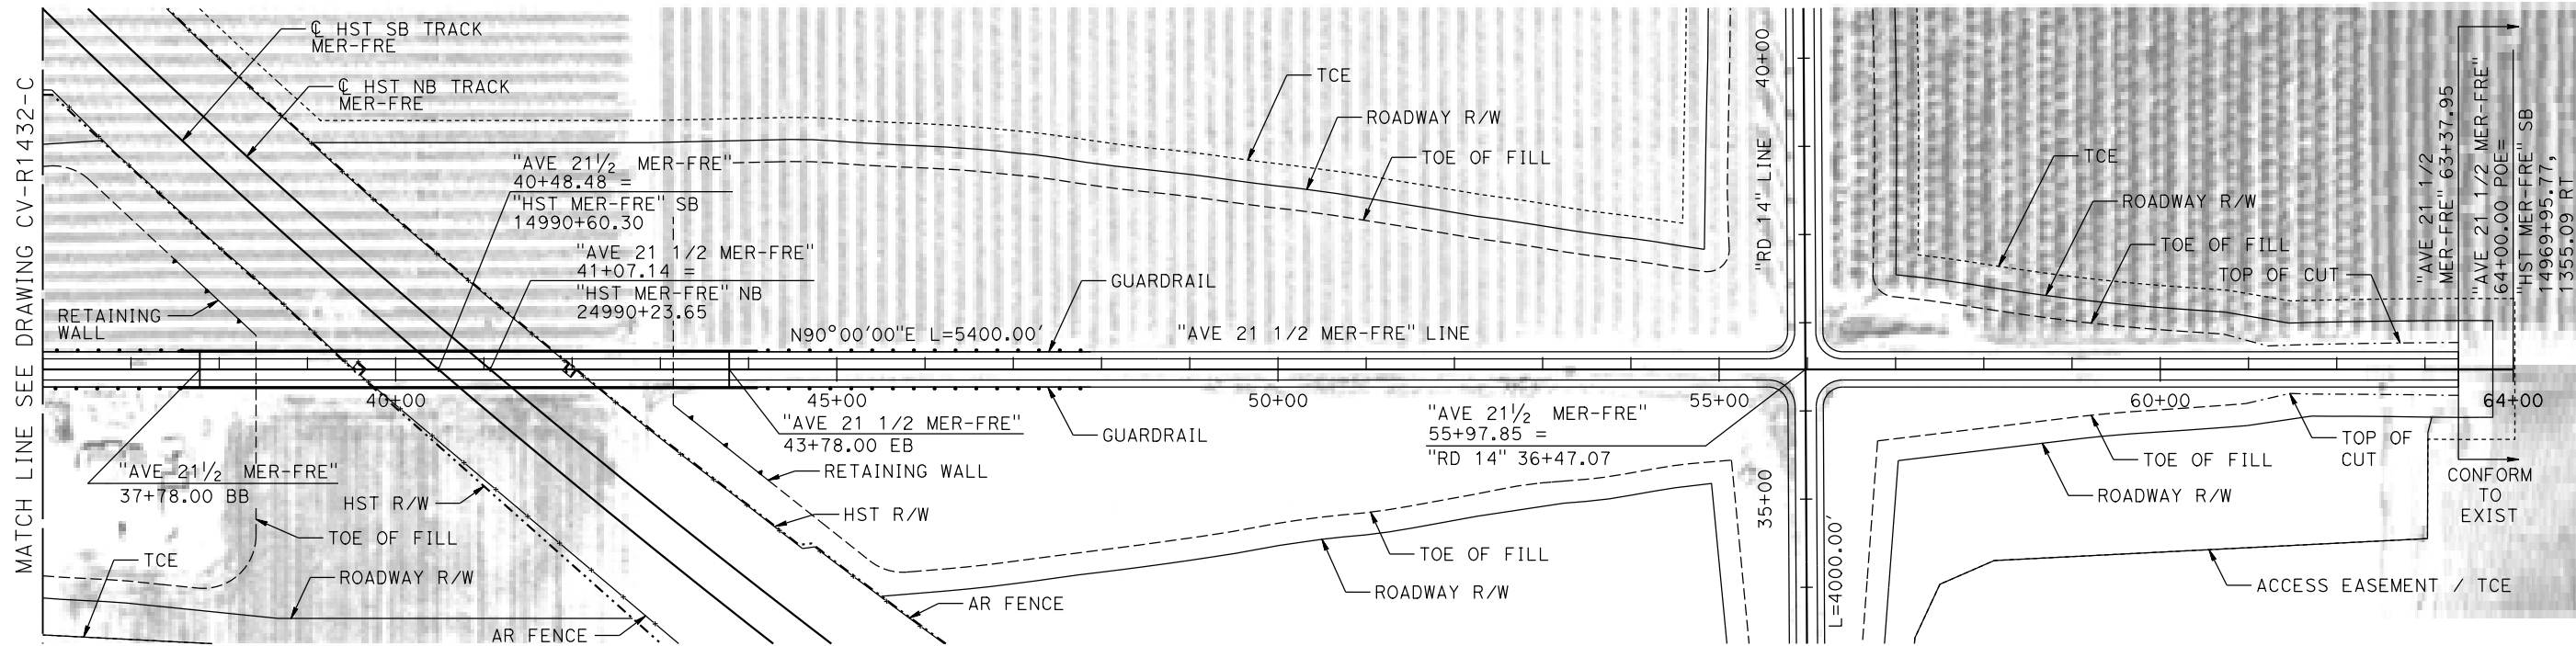 MATCH LINE SEE DRAWING CV-R1432-C
℄ HST SB TRACK
MER-FRE
℄ HST NB TRACK
MER-FRE
"AVE 21½ MER-FRE"
40+48.48 =
"HST MER-FRE" SB
14990+60.30
"AVE 21 1/2 MER-FRE"
41+07.14 =
"HST MER-FRE" NB
24990+23.65
RETAINING
WALL
TCE
ROADWAY R/W
TOE OF FILL
GUARDRAIL
N90°00'00"E L=5400.00'
"AVE 21 1/2 MER-FRE" LINE
"RD 14" LINE
40+00
TCE
ROADWAY R/W
TOE OF FILL
TOP OF CUT
"AVE 21 1/2
MER-FRE" 63+37.95
"AVE 21 1/2 MER-FRE"
64+00.00 POE=
"HST MER-FRE" SB
14969+95.77,
1355.09 RT
40+00
45+00
50+00
55+00
60+00
64+00
"AVE 21½ MER-FRE"
37+78.00 BB
"AVE 21 1/2 MER-FRE"
43+78.00 EB
GUARDRAIL
RETAINING WALL
HST R/W
HST R/W
TOE OF FILL
TCE
ROADWAY R/W
AR FENCE
AR FENCE
"AVE 21½ MER-FRE"
55+97.85 =
"RD 14" 36+47.07
TOE OF FILL
ROADWAY R/W
35+00
L=4000.00'
TOP OF
CUT
TOE OF FILL
ROADWAY R/W
CONFORM
TO
EXIST
ACCESS EASEMENT / TCE